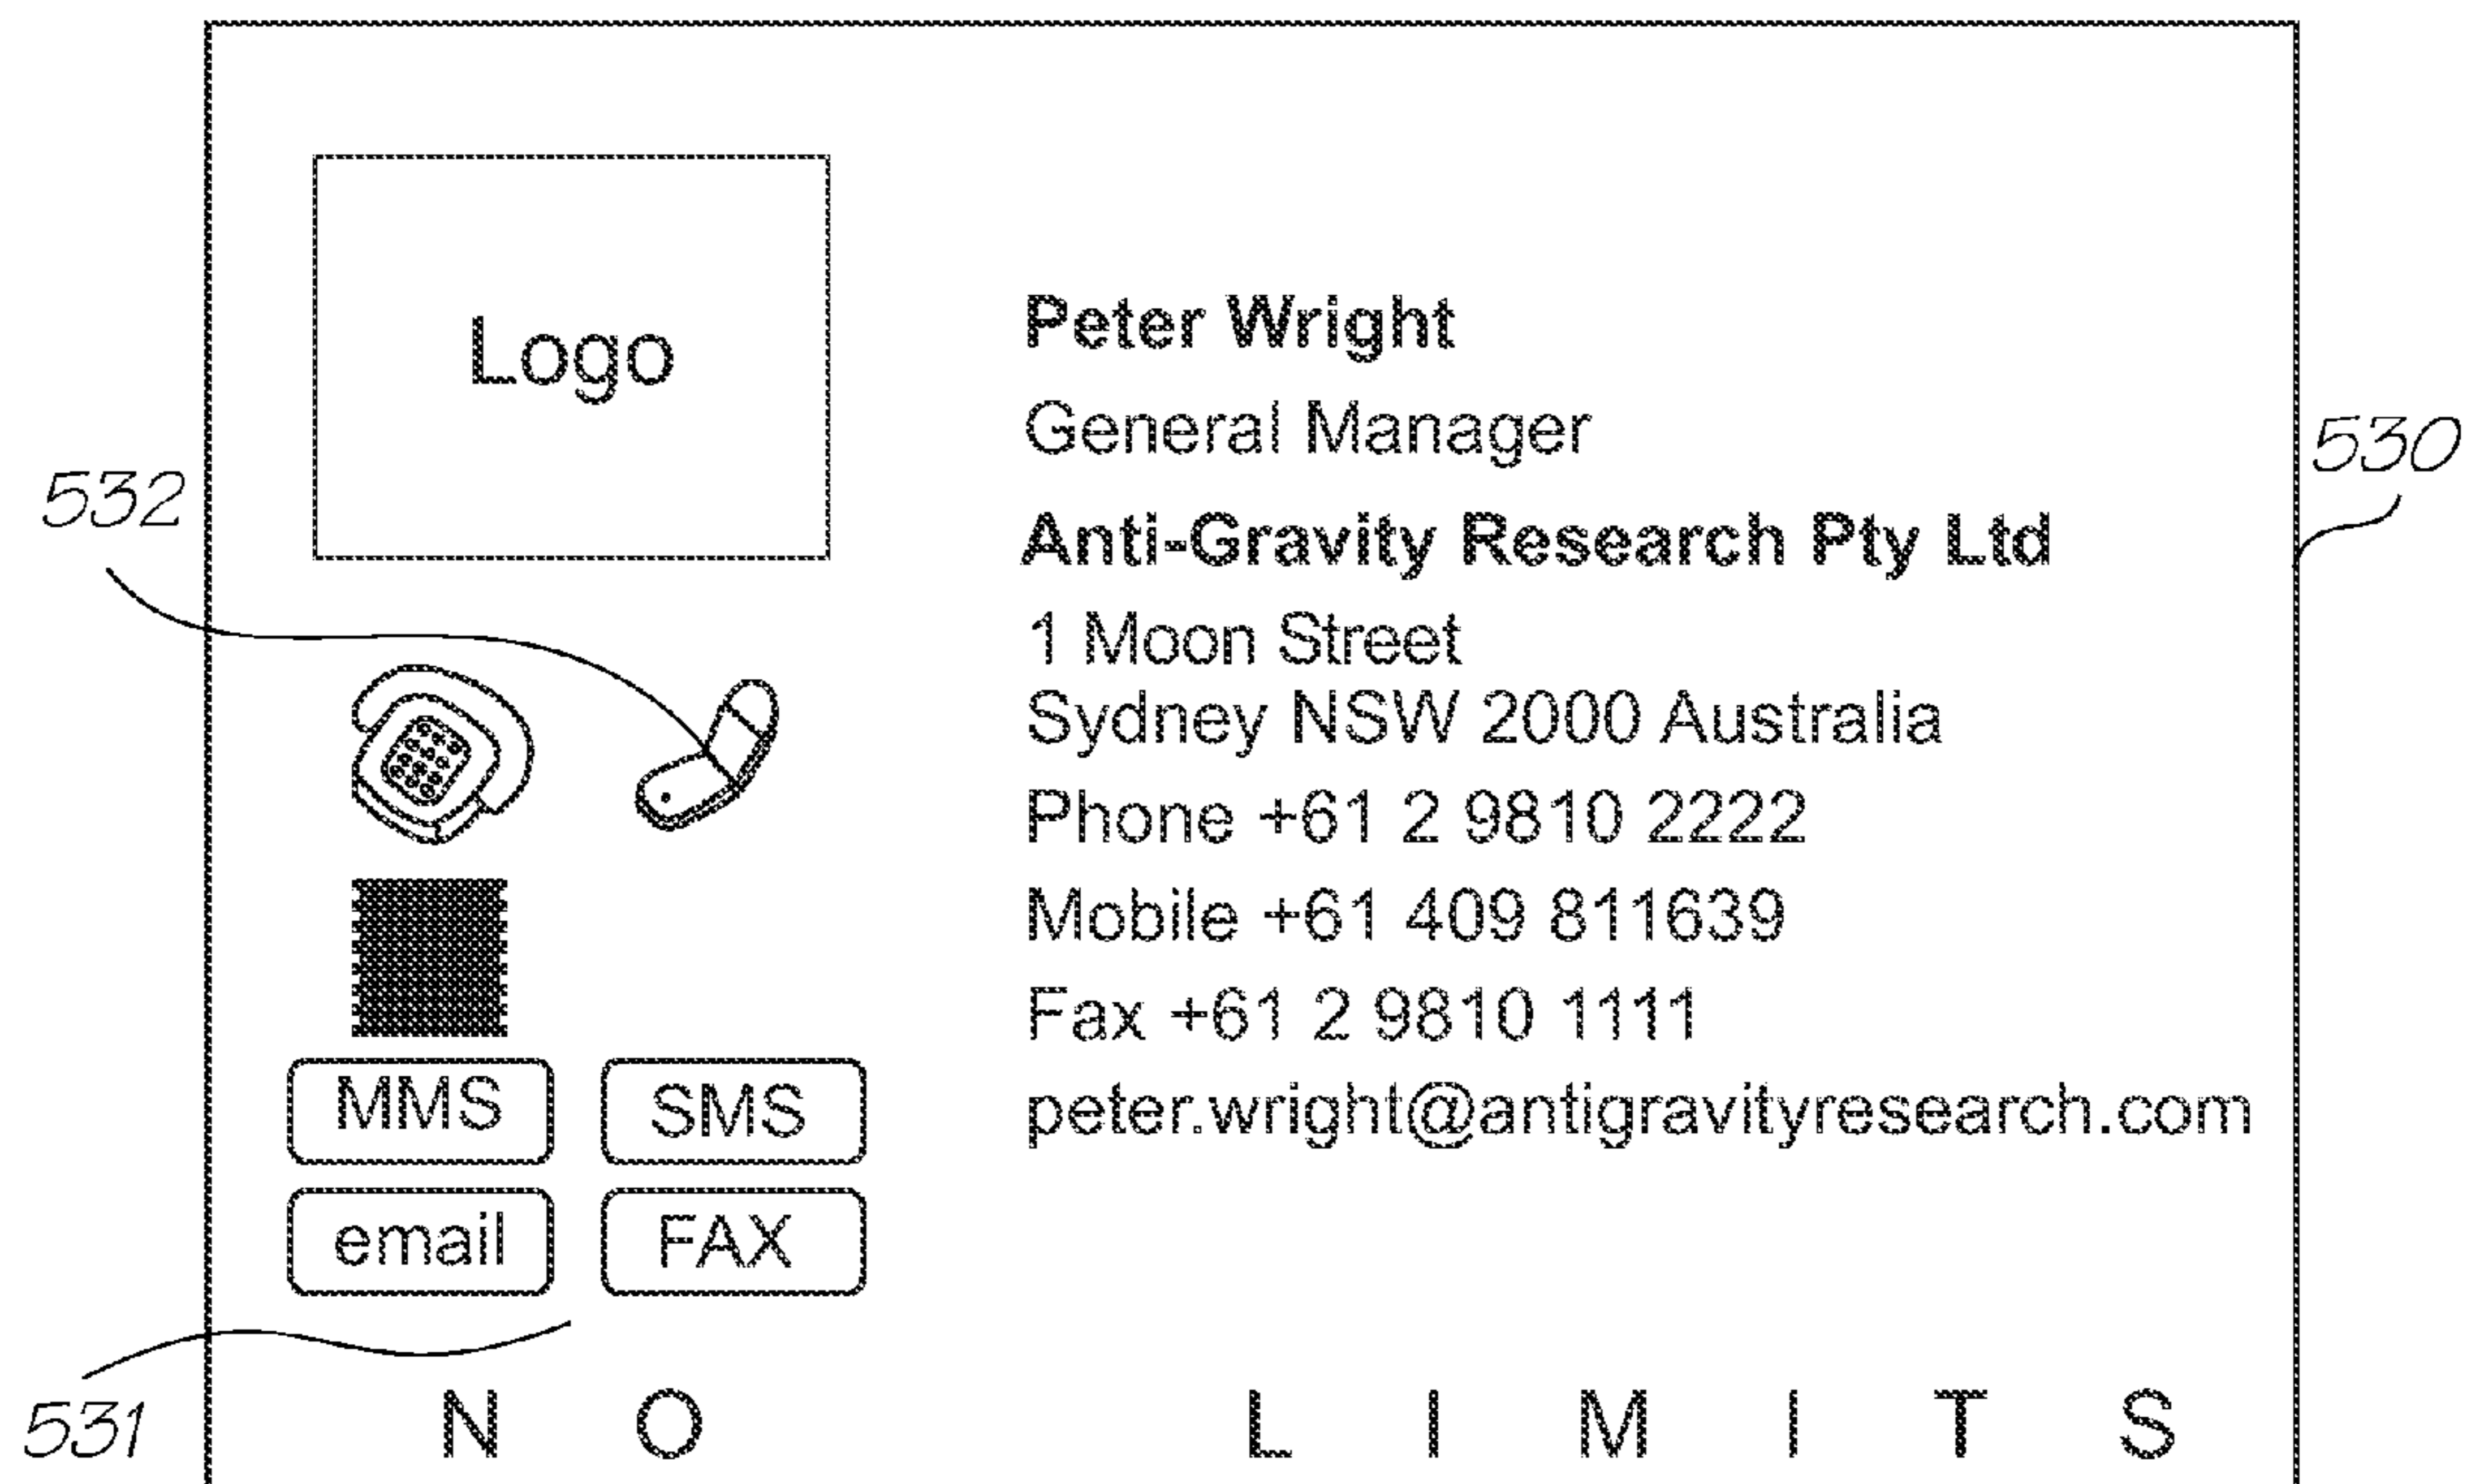 Logo
Peter Wright
General Manager
Anti-Gravity Research Pty Ltd
1 Moon Street
Sydney NSW 2000 Australia
Phone +61 2 9810 2222
Mobile +61 409 811639
Fax +61 2 9810 1111
peter.wright@antigravityresearch.com
532
530
MMS SMS
email FAX
531
NO LIMITS